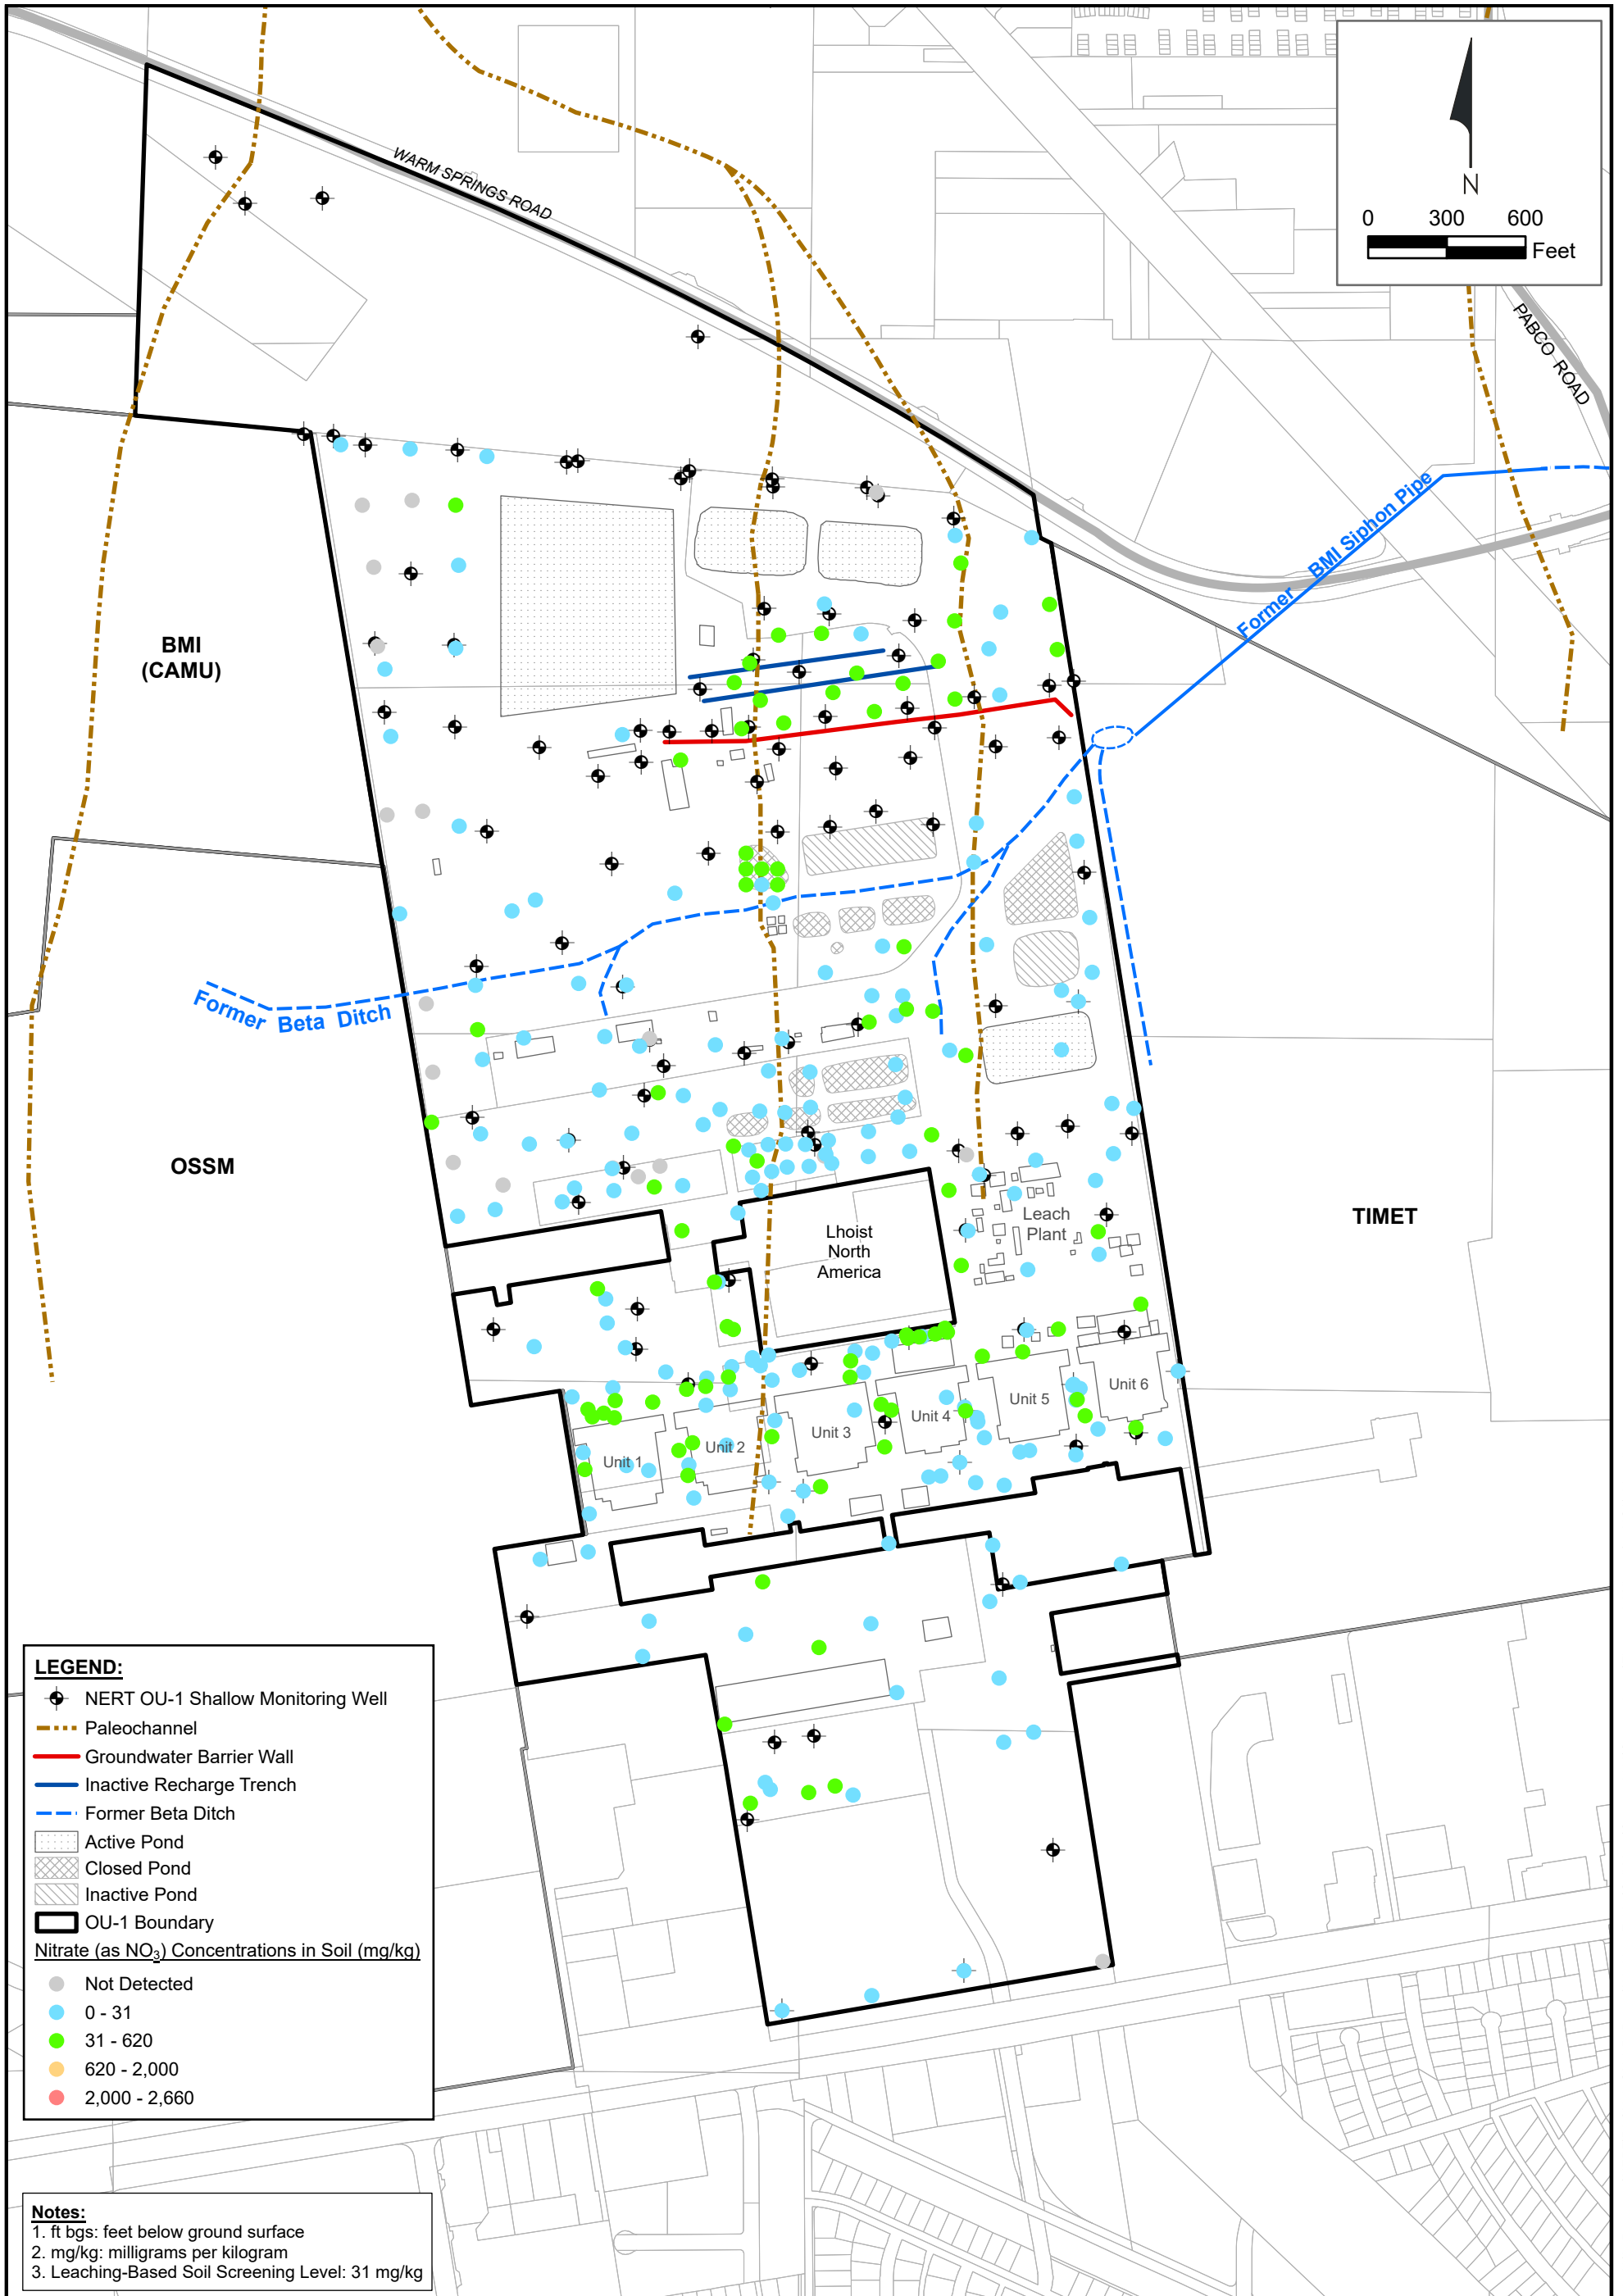 N
0 300 600
Feet
WARM SPRINGS ROAD
PABCO ROAD
Former BMI Siphon Pipe
BMI
(CAMU)
Former Beta Ditch
OSSM
TIMET
Lhoist
North
America
Leach
Plant
Unit 1
Unit 2
Unit 3
Unit 4
Unit 5
Unit 6
LEGEND:
NERT OU-1 Shallow Monitoring Well
Paleochannel
Groundwater Barrier Wall
Inactive Recharge Trench
Former Beta Ditch
Active Pond
Closed Pond
Inactive Pond
OU-1 Boundary
Nitrate (as NO3) Concentrations in Soil (mg/kg)
Not Detected
0 - 31
31 - 620
620 - 2,000
2,000 - 2,660
Notes:
1. ft bgs: feet below ground surface
2. mg/kg: milligrams per kilogram
3. Leaching-Based Soil Screening Level: 31 mg/kg